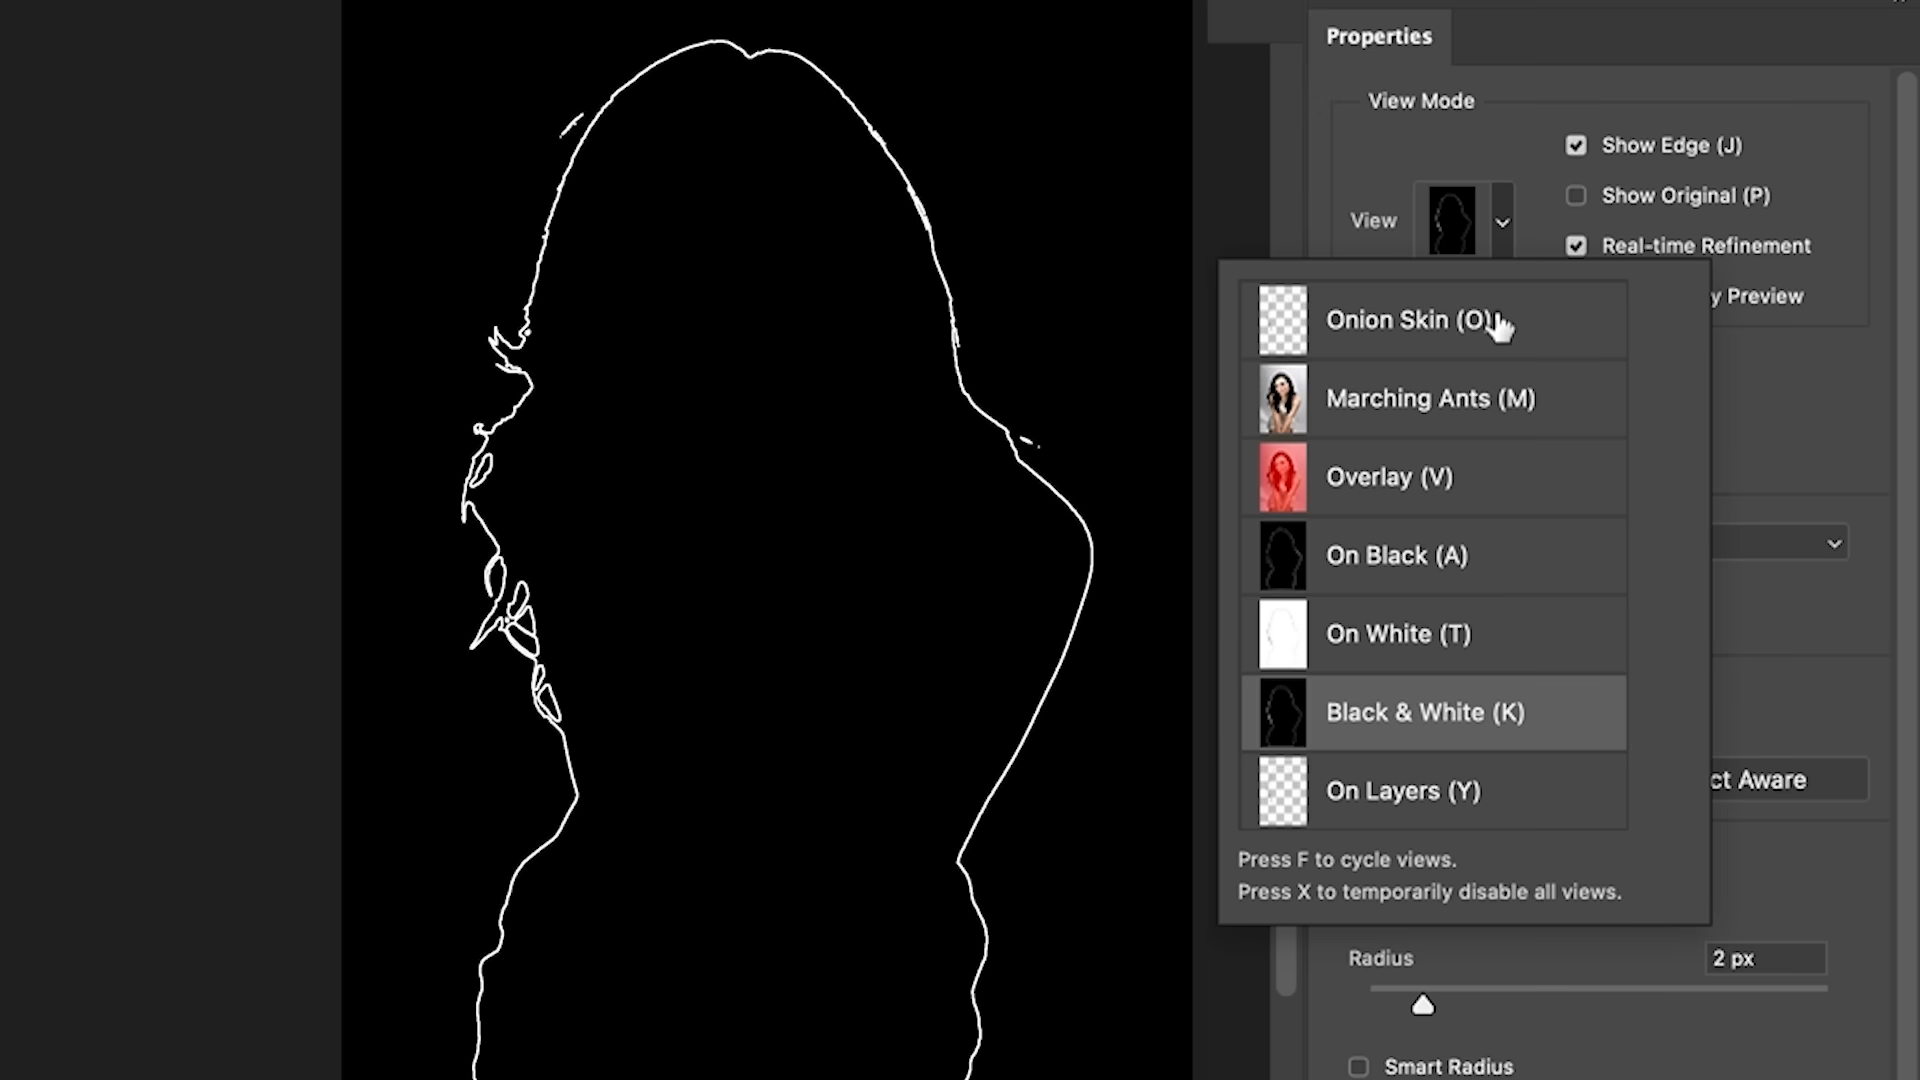 Properties
View Mode
Show Edge (J)
Show Original (P)
View
Real-time Refinement
Preview
Onion Skin (O)
Marching Ants (M)
Overlay (V)
On Black (A)
On White (T)
Black & White (K)
On Layers (Y)
Aware
Press F to cycle views.
Press X to temporarily disable all views.
Radius
2 px
Smart Radius